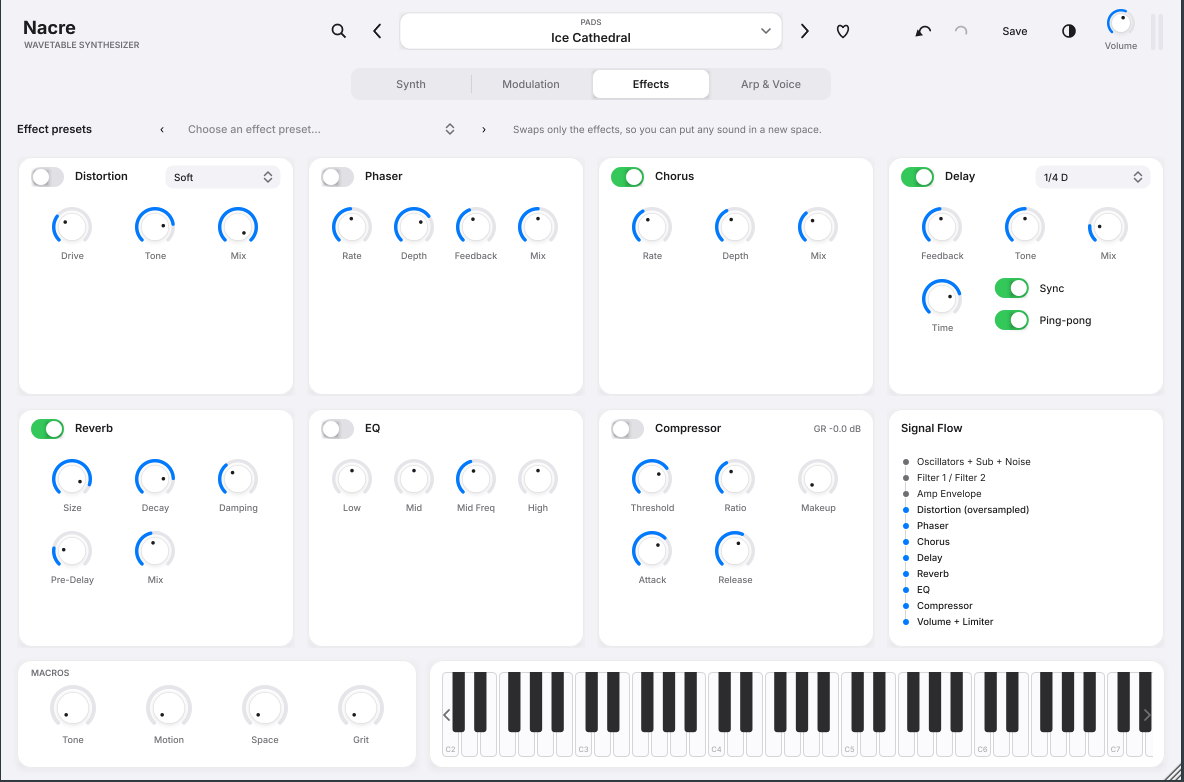 Nacre
WAVETABLE SYNTHESIZER
PADS
Ice Cathedral
Save
Volume
Synth
Modulation
Effects
Arp & Voice
Effect presets
Choose an effect preset...
Swaps only the effects, so you can put any sound in a new space.
Distortion
Soft
Drive
Tone
Mix
Phaser
Rate
Depth
Feedback
Mix
Chorus
Rate
Depth
Mix
Delay
1/4 D
Feedback
Tone
Mix
Time
Sync
Ping-pong
Reverb
Size
Decay
Damping
Pre-Delay
Mix
EQ
Low
Mid
Mid Freq
High
Compressor
GR -0.0 dB
Threshold
Ratio
Makeup
Attack
Release
Signal Flow
Oscillators + Sub + Noise
Filter 1 / Filter 2
Amp Envelope
Distortion (oversampled)
Phaser
Chorus
Delay
Reverb
EQ
Compressor
Volume + Limiter
MACROS
Tone
Motion
Space
Grit
C2
C3
C4
C5
C6
C7